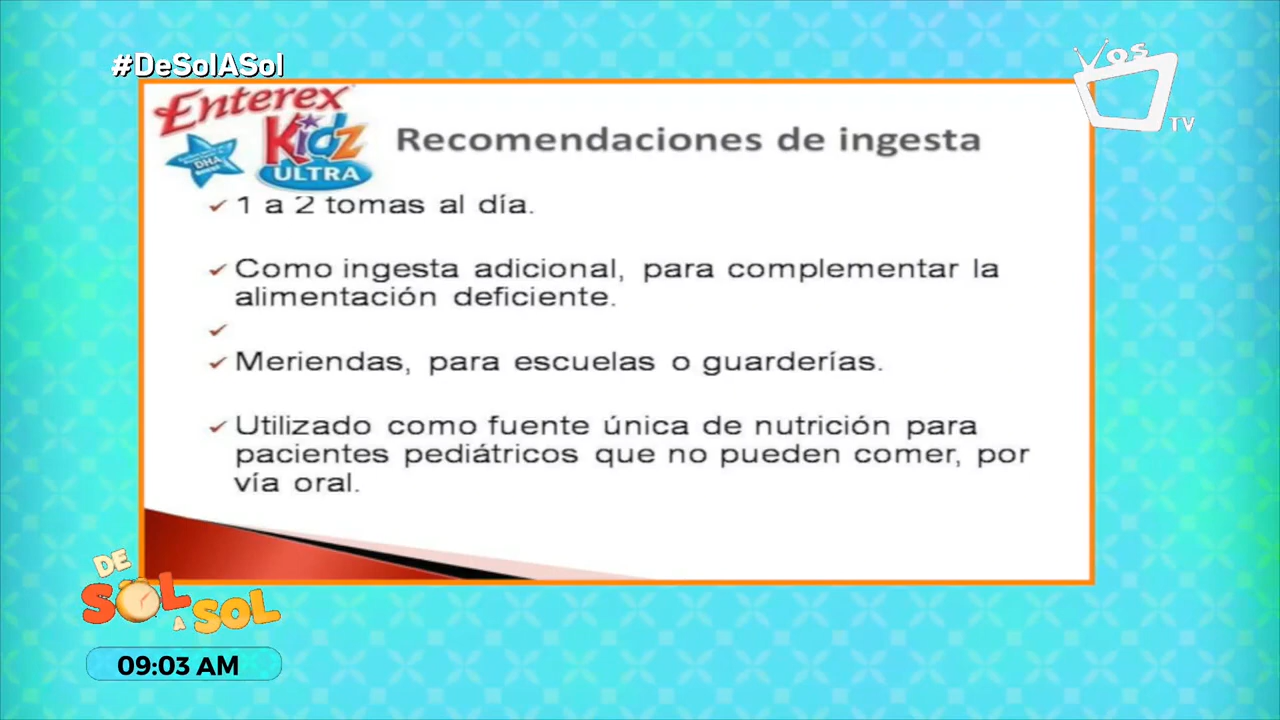 #DeSolASol
VOS
TV
Enterex
Kidz
ULTRA
DHA
Recomendaciones de ingesta
✓ 1 a 2 tomas al día.
✓ Como ingesta adicional, para complementar la
alimentación deficiente.
✓
✓ Meriendas, para escuelas o guarderías.
✓ Utilizado como fuente única de nutrición para
pacientes pediátricos que no pueden comer, por
vía oral.
DE
SOL
A SOL
09:03 AM